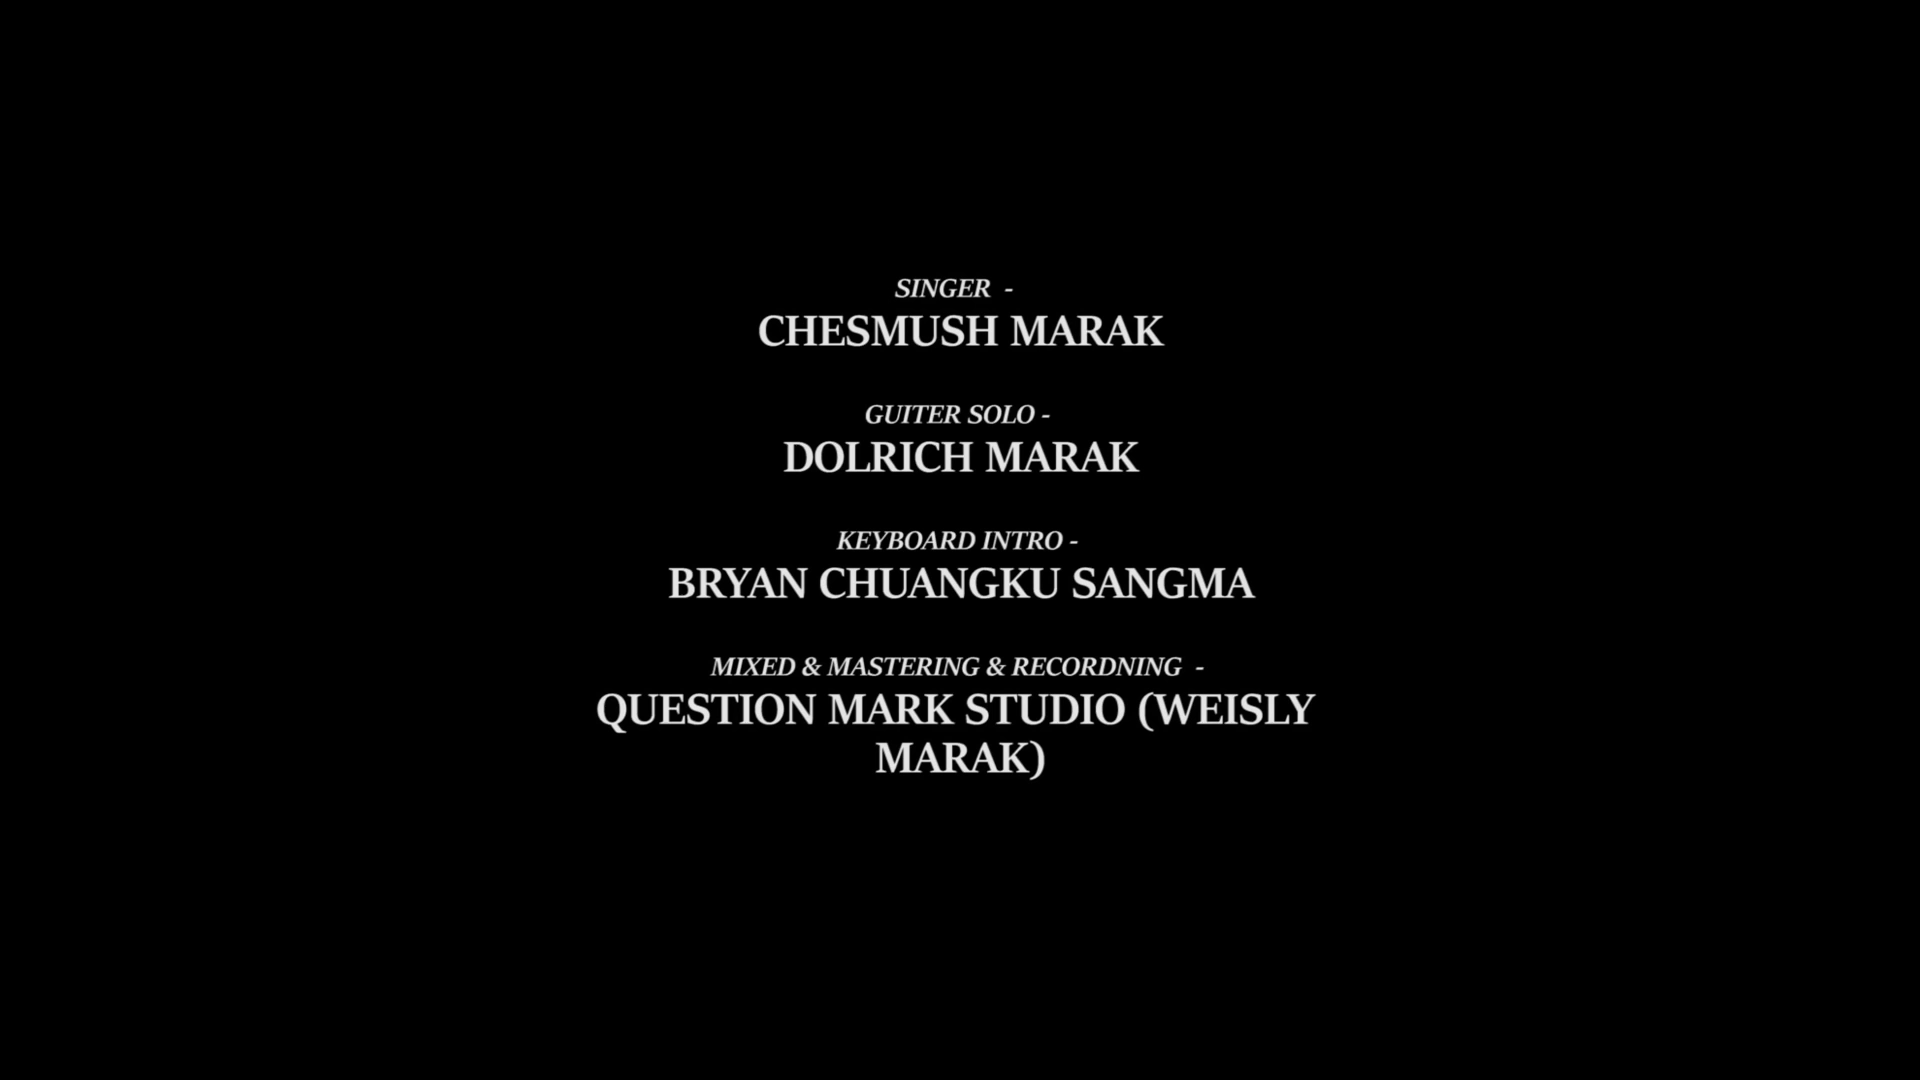 SINGER -
CHESMUSH MARAK
GUITER SOLO -
DOLRICH MARAK
KEYBOARD INTRO -
BRYAN CHUANGKU SANGMA
MIXED & MASTERING & RECORDNING -
QUESTION MARK STUDIO (WEISLY
MARAK)